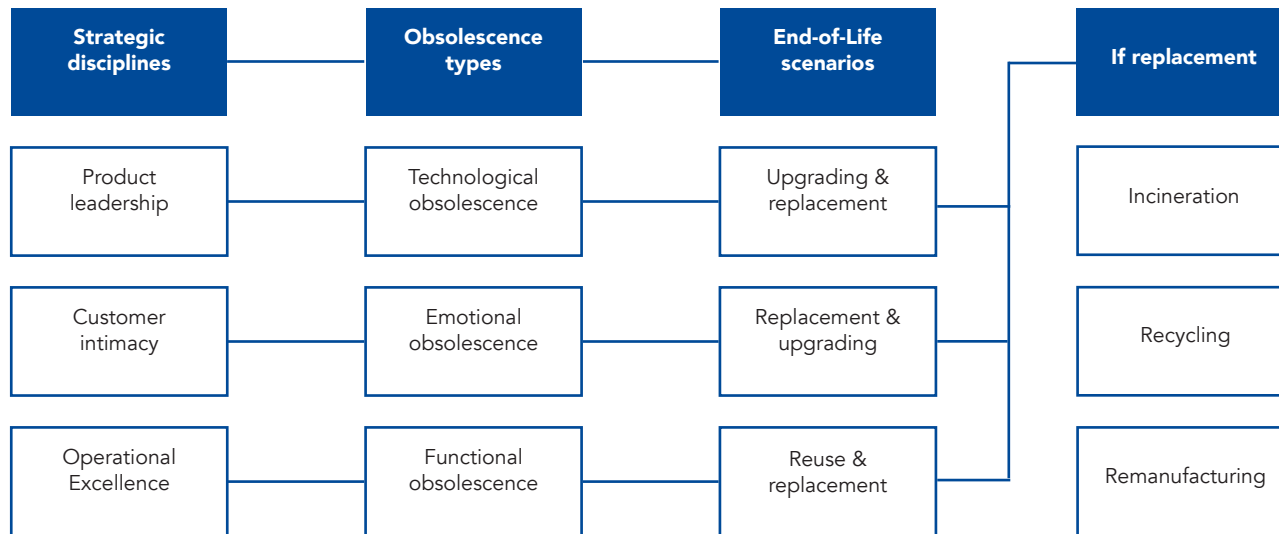 Strategic
disciplines
Obsolescence
types
End-of-Life
scenarios
If replacement
Product
leadership
Technological
obsolescence
Upgrading &
replacement
Incineration
Customer
intimacy
Emotional
obsolescence
Replacement &
upgrading
Recycling
Operational
Excellence
Functional
obsolescence
Reuse &
replacement
Remanufacturing